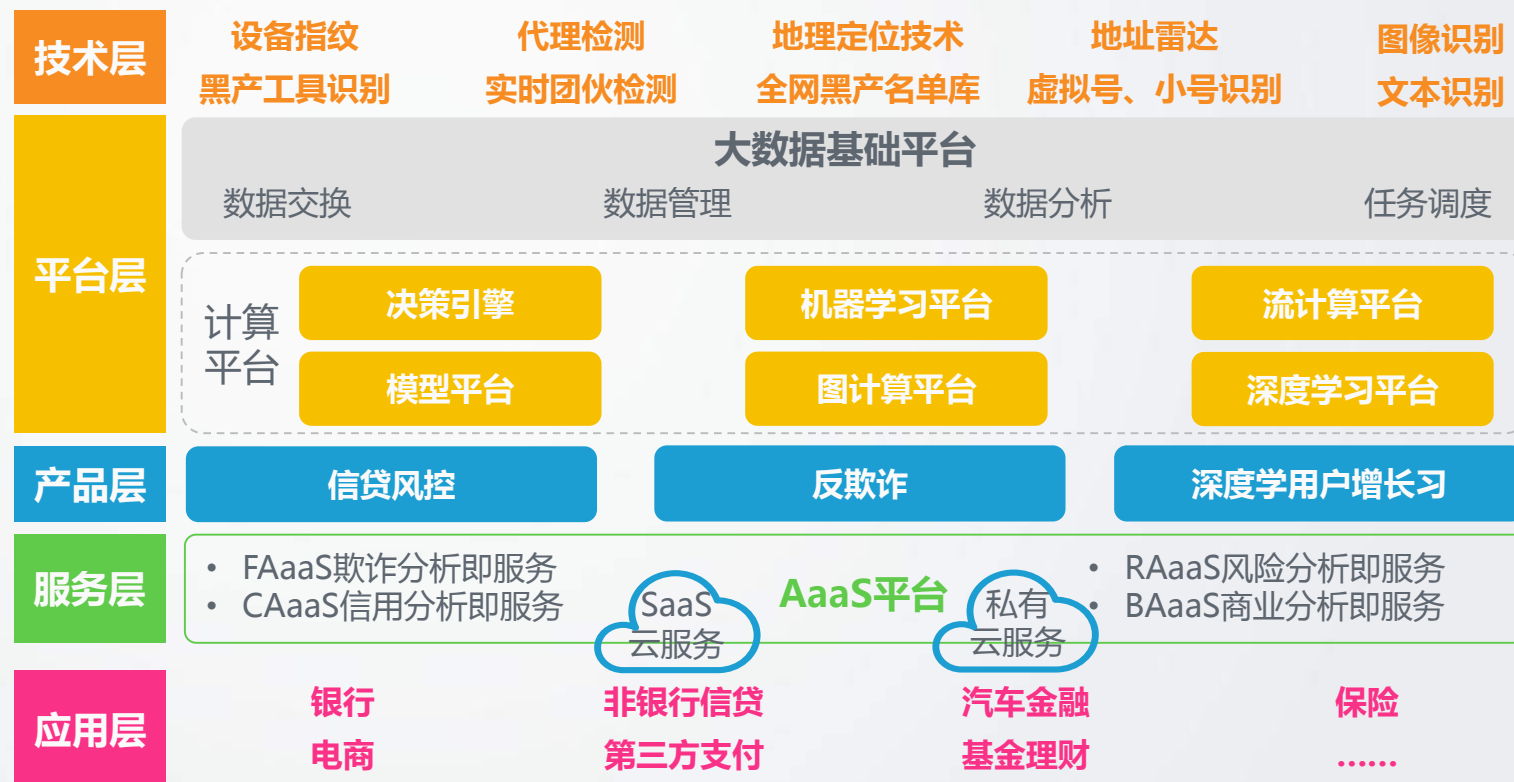 技术层
设备指纹 代理检测 地理定位技术 地址雷达 图像识别
黑产工具识别 实时团伙检测 全网黑产名单库 虚拟号、小号识别 文本识别
平台层
大数据基础平台
数据交换 数据管理 数据分析 任务调度
计算
平台
决策引擎 机器学习平台 流计算平台
模型平台 图计算平台 深度学习平台
产品层
信贷风控 反欺诈 深度学用户增长习
服务层
• FAaaS欺诈分析即服务
• CAaaS信用分析即服务
SaaS
云服务
AaaS平台
私有
云服务
• RAaaS风险分析即服务
• BAaaS商业分析即服务
应用层
银行 非银行信贷 汽车金融 保险
电商 第三方支付 基金理财 ......